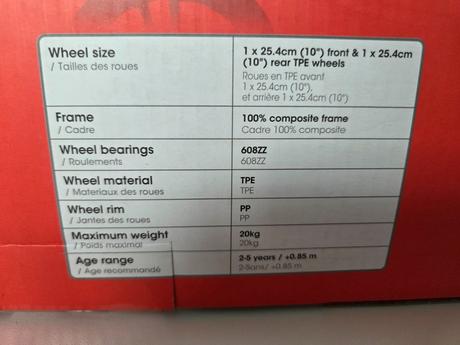 Wheel size
/ Tailles des roues
1 x 25.4cm (10") front & 1 x 25.4cm
(10") rear TPE wheels
Roues en TPE avant
1 x 25.4cm (10"),
et arrière 1 x 25.4cm (10")
Frame
/ Cadre
100% composite frame
Cadre 100% composite
Wheel bearings
/ Roulements
608ZZ
608ZZ
Wheel material
/ Materiaux des roues
TPE
TPE
Wheel rim
/ Jantes des roues
PP
PP
Maximum weight
/ Poids maximal
20kg
20kg
Age range
/ Age recommandé
2-5 years / +0.85 m
2-5ans/ +0.85 m